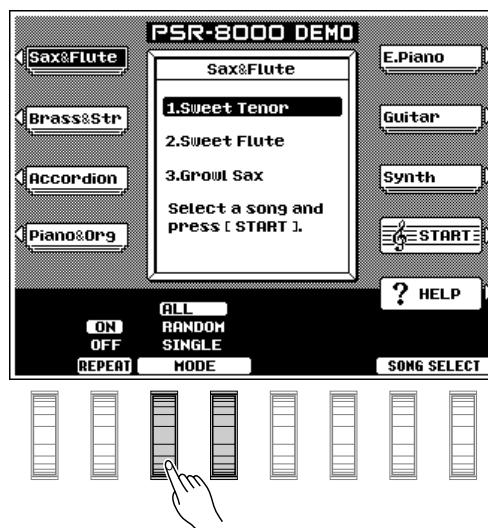 PSR-8000 DEMO
Sax&Flute
Brass&Str
Accordion
Piano&Org
Sax&Flute
1.Sweet Tenor
2.Sweet Flute
3.Growl Sax
Select a song and
press [ START ].
E.Piano
Guitar
Synth
START
? HELP
ON
OFF
REPEAT
ALL
RANDOM
SINGLE
MODE
SONG SELECT